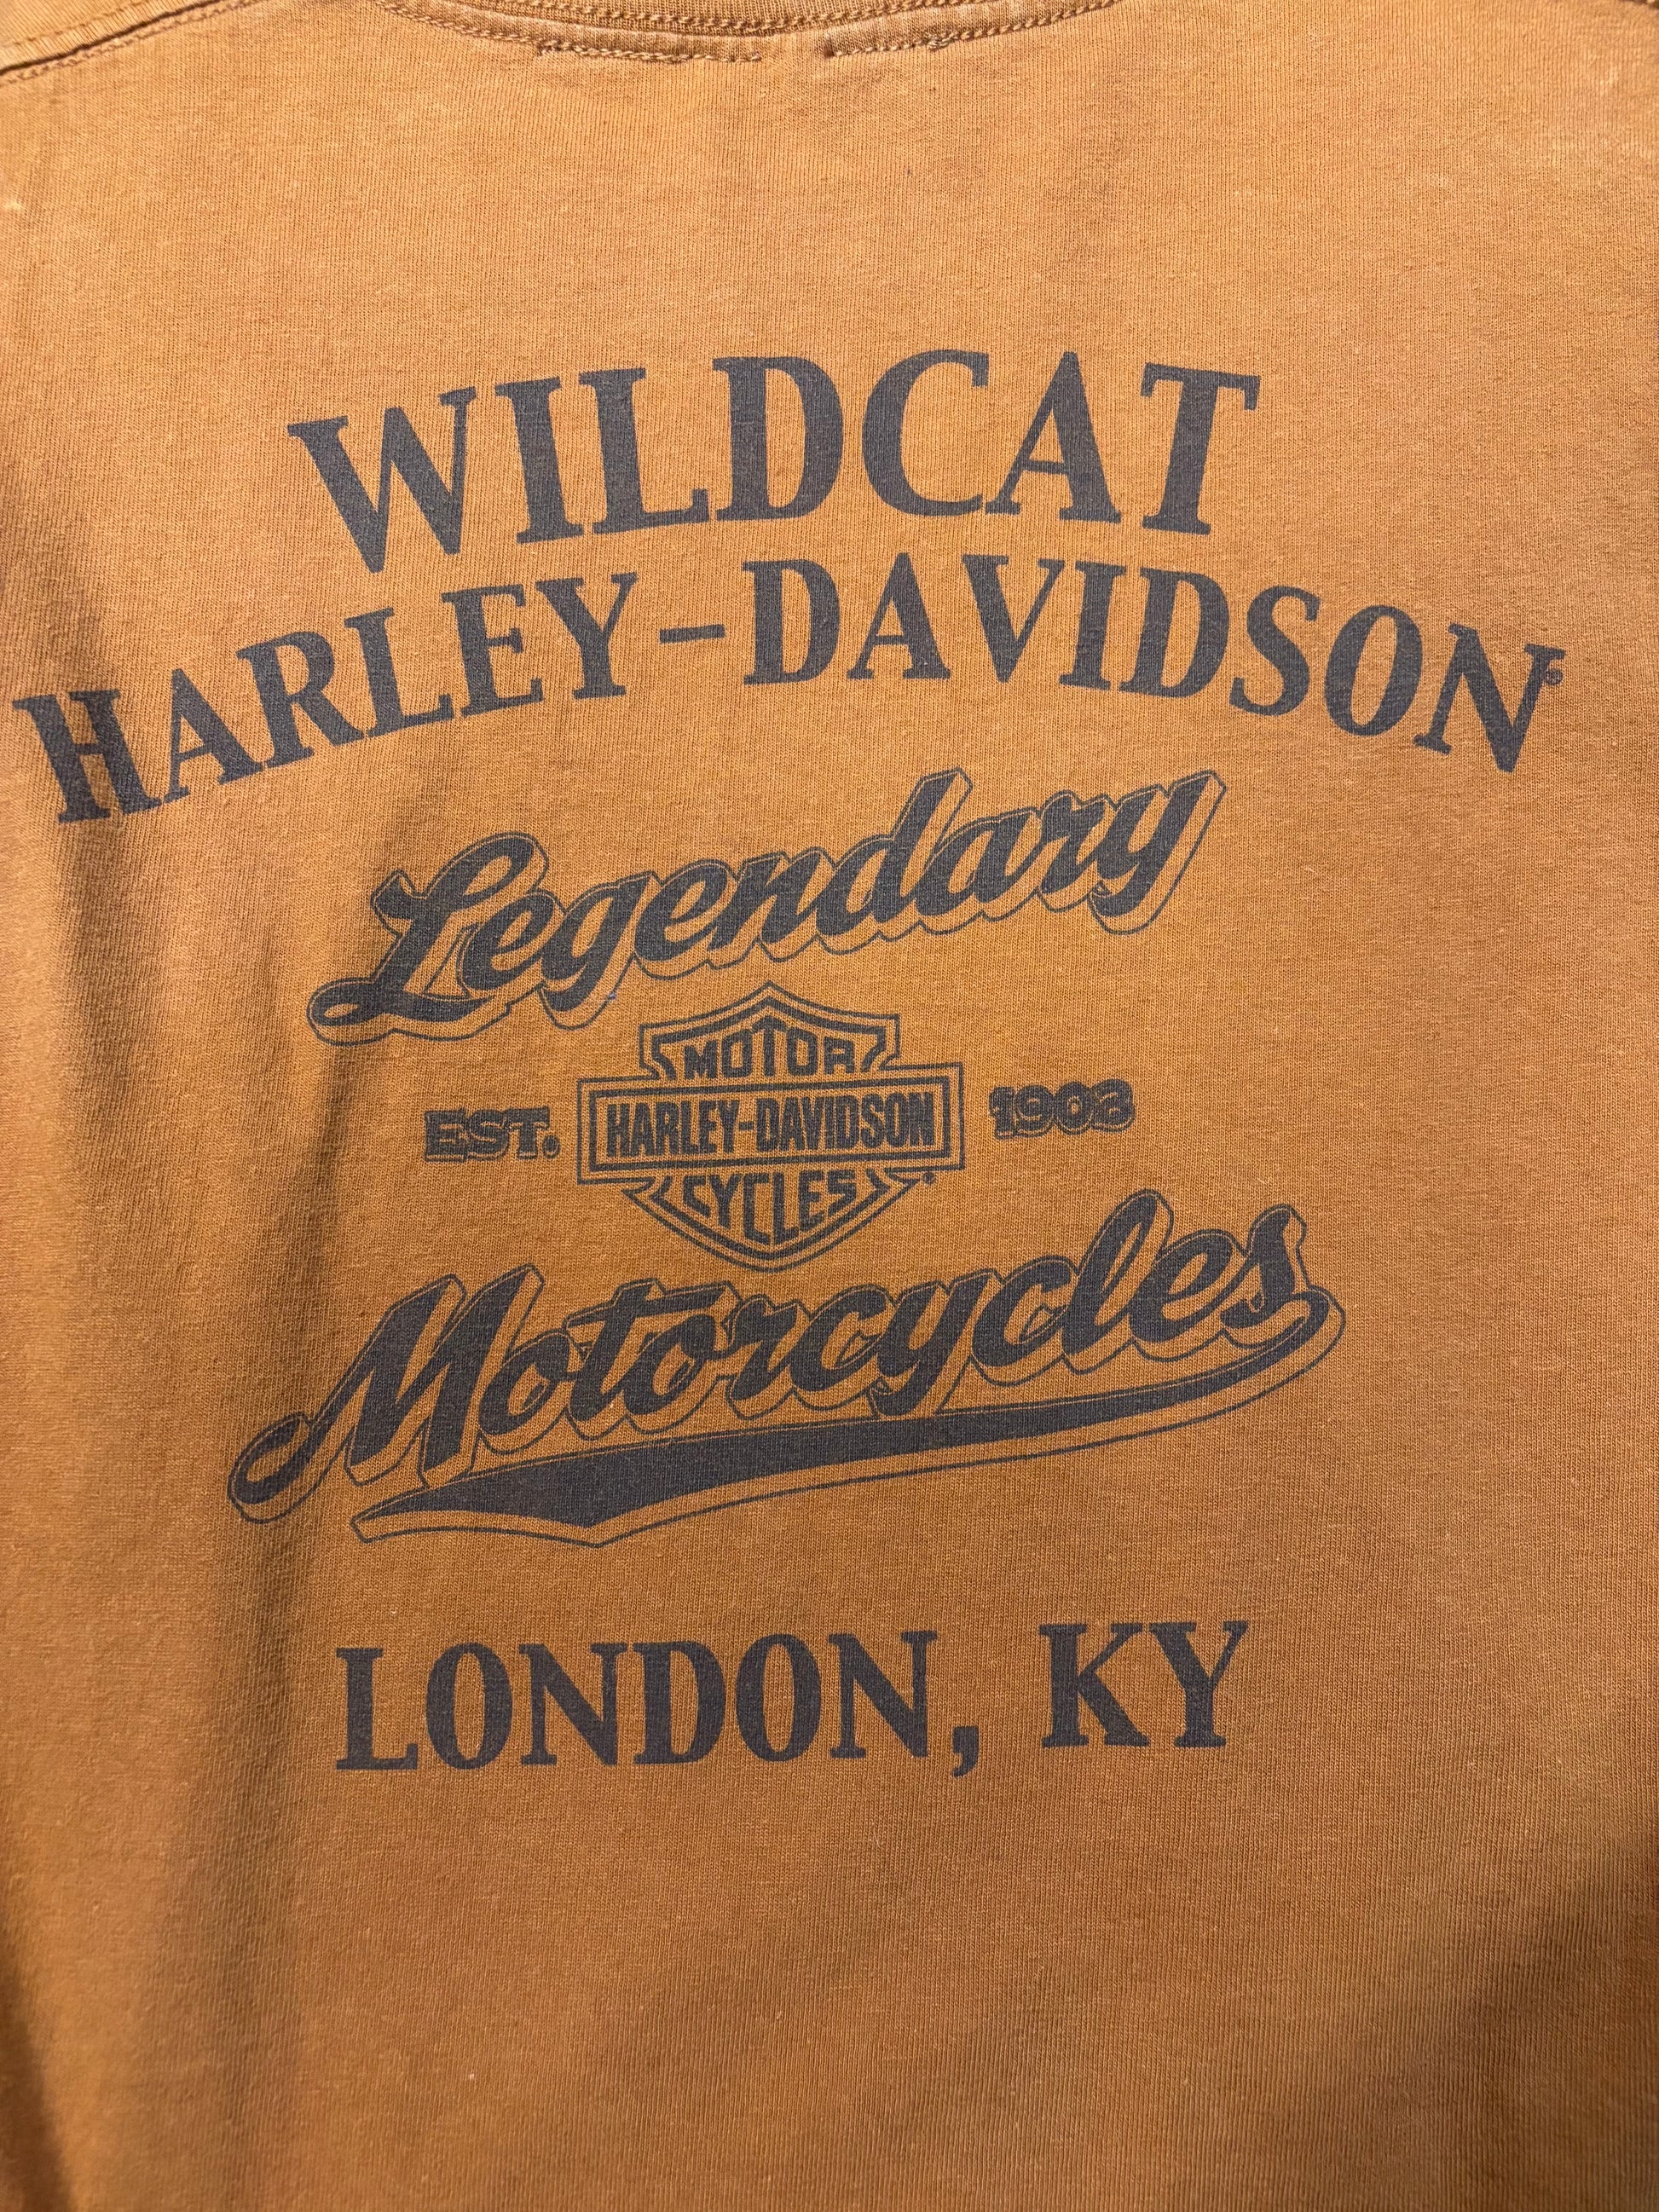 WILDCAT
HARLEY-DAVIDSON®
Legendary
MOTOR
EST. HARLEY-DAVIDSON 1903
CYCLES
Motorcycles
LONDON, KY